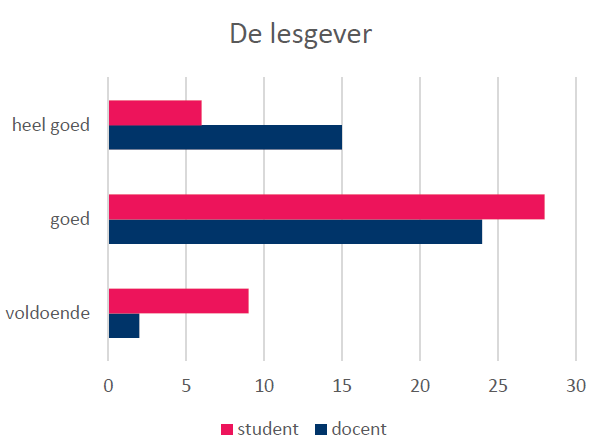 De lesgever
heel goed
goed
voldoende
0 5 10 15 20 25 30
student docent